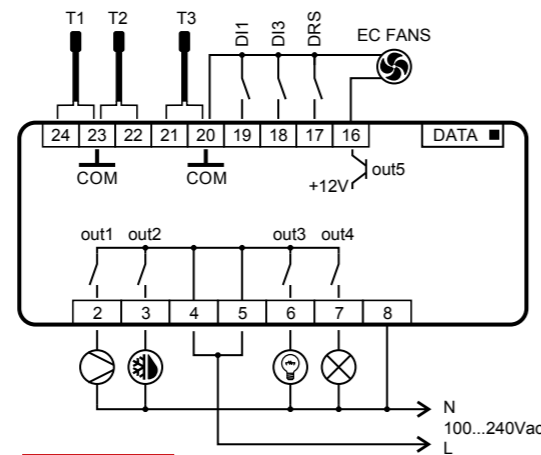 T1 T2 T3 DI1 DI3 DRS EC FANS
24 23 22 21 20 19 18 17 16 DATA
COM COM +12V out5
out1 out2 out3 out4
2 3 4 5 6 7 8
N
100...240Vac
L